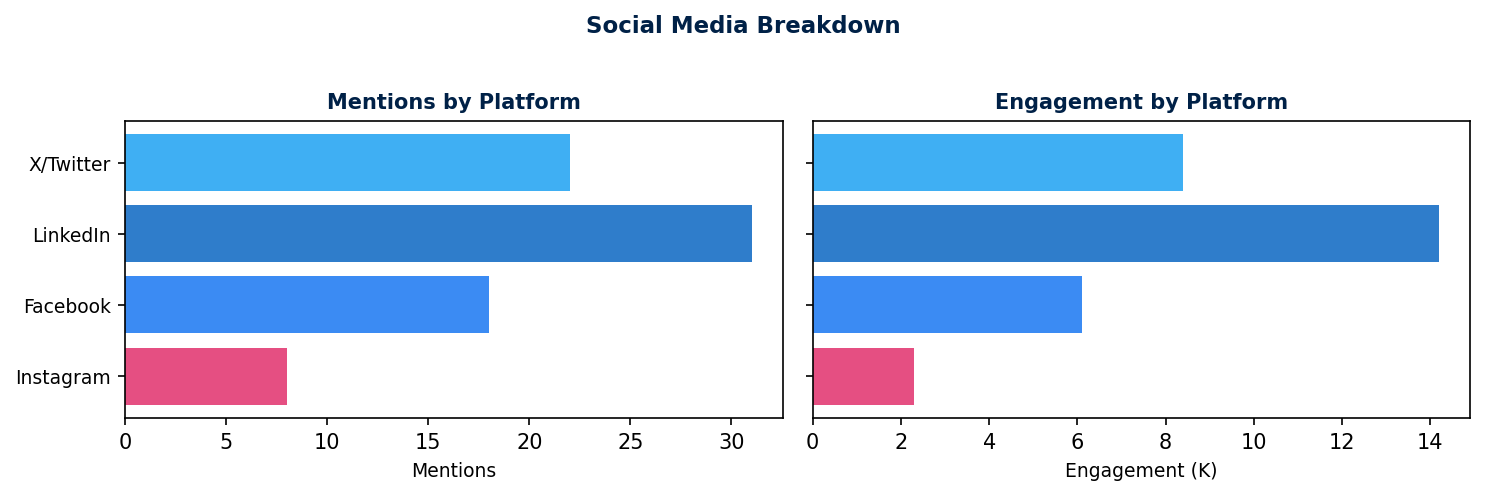 Social Media Breakdown
Mentions by Platform
X/Twitter
LinkedIn
Facebook
Instagram
0 5 10 15 20 25 30
Mentions
Engagement by Platform
0 2 4 6 8 10 12 14
Engagement (K)